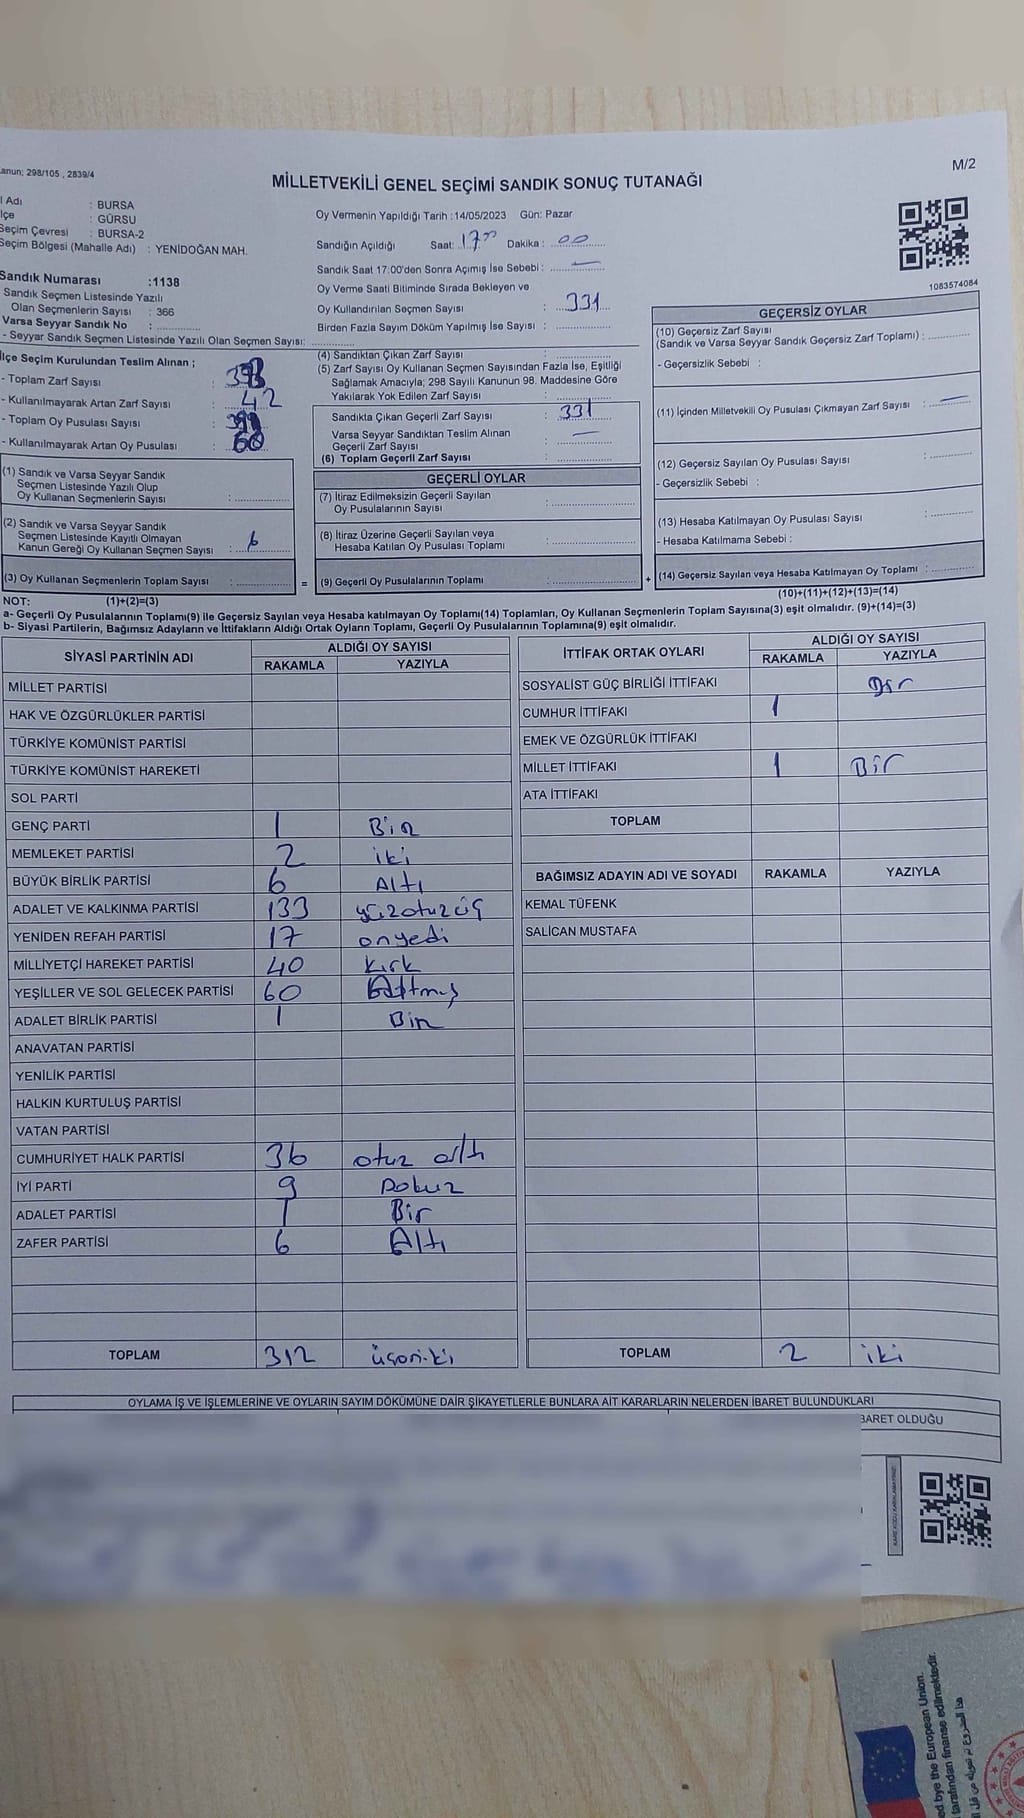 anun; 298/105 , 2839/4
M/2
MİLLETVEKİLİ GENEL SEÇİMİ SANDIK SONUÇ TUTANAĞI
l Adı : BURSA
lçe : GÜRSU
Seçim Çevresi : BURSA-2
Seçim Bölgesi (Mahalle Adı) : YENİDOĞAN MAH.
Sandık Numarası :1138
Sandık Seçmen Listesinde Yazılı
Olan Seçmenlerin Sayısı : 366
Varsa Seyyar Sandık No :
- Seyyar Sandık Seçmen Listesinde Yazılı Olan Seçmen Sayısı:
Oy Vermenin Yapıldığı Tarih :14/05/2023 Gün: Pazar
Sandığın Açıldığı Saat: 17 00 Dakika : 00
Sandık Saat 17:00'den Sonra Açımış İse Sebebi : —
Oy Verme Saati Bitiminde Sırada Bekleyen ve
Oy Kullandırılan Seçmen Sayısı : 331
Birden Fazla Sayım Döküm Yapılmış İse Sayısı :
1083574084
İlçe Seçim Kurulundan Teslim Alınan ;
- Toplam Zarf Sayısı :
- Kullanılmayarak Artan Zarf Sayısı : 42
- Toplam Oy Pusulası Sayısı :
- Kullanılmayarak Artan Oy Pusulası : 60
(1) Sandık ve Varsa Seyyar Sandık
Seçmen Listesinde Yazılı Olup
Oy Kullanan Seçmenlerin Sayısı :
(2) Sandık ve Varsa Seyyar Sandık
Seçmen Listesinde Kayıtlı Olmayan
Kanun Gereği Oy Kullanan Seçmen Sayısı : 6
(3) Oy Kullanan Seçmenlerin Toplam Sayısı :
(1)+(2)=(3)
(4) Sandıktan Çıkan Zarf Sayısı :
(5) Zarf Sayısı Oy Kullanan Seçmen Sayısından Fazla İse, Eşitliği
Sağlamak Amacıyla; 298 Sayılı Kanunun 98. Maddesine Göre
Yakılarak Yok Edilen Zarf Sayısı :
Sandıkta Çıkan Geçerli Zarf Sayısı : 331
Varsa Seyyar Sandıktan Teslim Alınan
Geçerli Zarf Sayısı : —
(6) Toplam Geçerli Zarf Sayısı :
GEÇERLİ OYLAR
(7) İtiraz Edilmeksizin Geçerli Sayılan
Oy Pusulalarının Sayısı :
(8) İtiraz Üzerine Geçerli Sayılan veya
Hesaba Katılan Oy Pusulası Toplamı :
= (9) Geçerli Oy Pusulalarının Toplamı :
GEÇERSİZ OYLAR
(10) Geçersiz Zarf Sayısı
(Sandık ve Varsa Seyyar Sandık Geçersiz Zarf Toplamı) :
- Geçersizlik Sebebi :
(11) İçinden Milletvekili Oy Pusulası Çıkmayan Zarf Sayısı : —
(12) Geçersiz Sayılan Oy Pusulası Sayısı :
- Geçersizlik Sebebi :
(13) Hesaba Katılmayan Oy Pusulası Sayısı :
- Hesaba Katılmama Sebebi :
+ (14) Geçersiz Sayılan veya Hesaba Katılmayan Oy Toplamı :
(10)+(11)+(12)+(13)=(14)
NOT:
a- Geçerli Oy Pusulalarının Toplamı(9) ile Geçersiz Sayılan veya Hesaba katılmayan Oy Toplamı(14) Toplamları, Oy Kullanan Seçmenlerin Toplam Sayısına(3) eşit olmalıdır. (9)+(14)=(3)
b- Siyasi Partilerin, Bağımsız Adayların ve İttifakların Aldığı Ortak Oyların Toplamı, Geçerli Oy Pusulalarının Toplamına(9) eşit olmalıdır.
SİYASİ PARTİNİN ADI ALDIĞI OY SAYISI
RAKAMLA YAZIYLA
MİLLET PARTİSİ
HAK VE ÖZGÜRLÜKLER PARTİSİ
TÜRKİYE KOMÜNİST PARTİSİ
TÜRKİYE KOMÜNİST HAREKETİ
SOL PARTİ
GENÇ PARTİ 1 Bir
MEMLEKET PARTİSİ 2 iki
BÜYÜK BİRLİK PARTİSİ 6 Altı
ADALET VE KALKINMA PARTİSİ 133 yüzotuzüç
YENİDEN REFAH PARTİSİ 17 onyedi
MİLLİYETÇİ HAREKET PARTİSİ 40 kırk
YEŞİLLER VE SOL GELECEK PARTİSİ 60 Altmış
ADALET BİRLİK PARTİSİ 1 Bir
ANAVATAN PARTİSİ
YENİLİK PARTİSİ
HALKIN KURTULUŞ PARTİSİ
VATAN PARTİSİ
CUMHURİYET HALK PARTİSİ 36 otuz altı
İYİ PARTİ 9 Dokuz
ADALET PARTİSİ 1 Bir
ZAFER PARTİSİ 6 Altı
TOPLAM 312 üçoniki
İTTİFAK ORTAK OYLARI ALDIĞI OY SAYISI
RAKAMLA YAZIYLA
SOSYALİST GÜÇ BİRLİĞİ İTTİFAKI
CUMHUR İTTİFAKI 1
EMEK VE ÖZGÜRLÜK İTTİFAKI
MİLLET İTTİFAKI 1 Bir
ATA İTTİFAKI
TOPLAM
BAĞIMSIZ ADAYIN ADI VE SOYADI RAKAMLA YAZIYLA
KEMAL TÜFENK
SALİCAN MUSTAFA
TOPLAM 2 iki
OYLAMA İŞ VE İŞLEMLERİNE VE OYLARIN SAYIM DÖKÜMÜNE DAİR ŞİKAYETLERLE BUNLARA AİT KARARLARIN NELERDEN İBARET BULUNDUKLARI
BARET OLDUĞU
d bye the European Union.
arafından finanse edilmektedir.